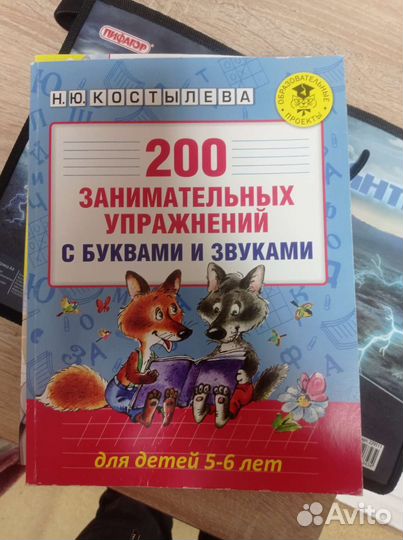 ПИФАГОР
Н.Ю.КОСТЫЛЕВА
ОБРАЗОВАТЕЛЬНЫЕ
ПРОЕКТЫ
200
ЗАНИМАТЕЛЬНЫХ
УПРАЖНЕНИЙ
С БУКВАМИ И ЗВУКАМИ
для детей 5-6 лет
Avito